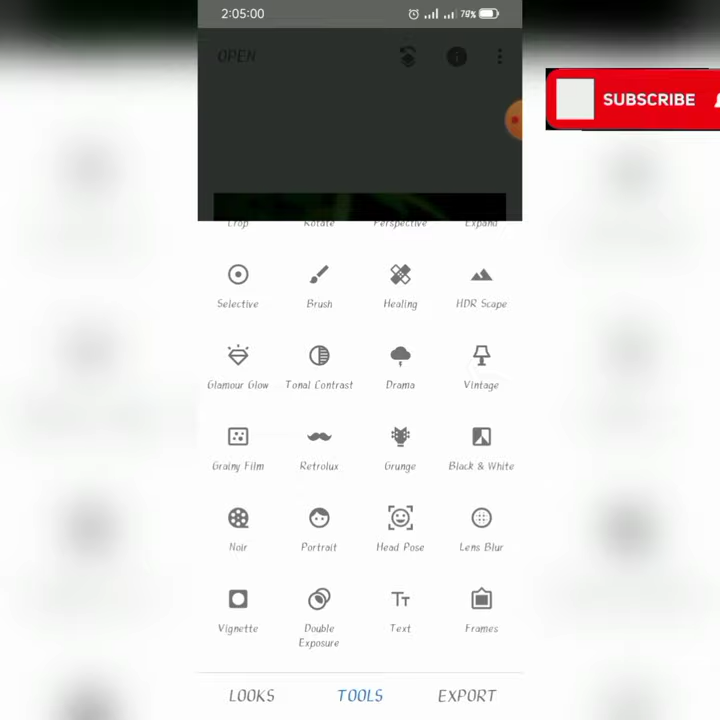 2:05:00 79%
OPEN
SUBSCRIBE
Crop Rotate Perspective Expand
Selective Brush Healing HDR Scape
Glamour Glow Tonal Contrast Drama Vintage
Grainy Film Retrolux Grunge Black & White
Noir Portrait Head Pose Lens Blur
Vignette Double Exposure Text Frames
Tт
LOOKS TOOLS EXPORT